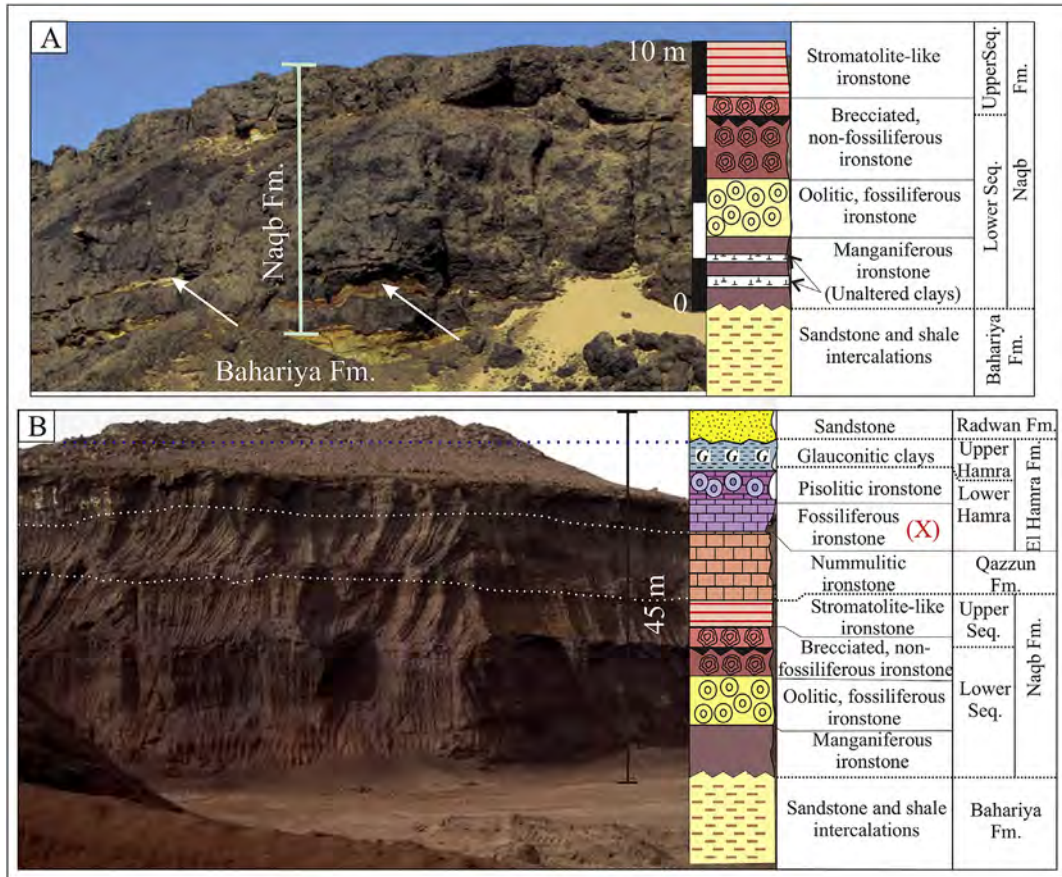 A
10 m
Naqb Fm.
Bahariya Fm.
Stromatolite-like
ironstone
Brecciated,
non-fossiliferous
ironstone
Oolitic, fossiliferous
ironstone
Manganiferous
ironstone
(Unaltered clays)
Sandstone and shale
intercalations
UpperSeq.
Lower Seq.
Naqb Fm.
Bahariya
Fm.
B
45 m
G G G
Sandstone
Glauconitic clays
Pisolitic ironstone
Fossiliferous
ironstone (X)
Nummulitic
ironstone
Stromatolite-like
ironstone
Brecciated, non-
fossiliferous ironstone
Oolitic, fossiliferous
ironstone
Manganiferous
ironstone
Sandstone and shale
intercalations
Radwan Fm.
Upper
Hamra
Lower
Hamra
El Hamra Fm.
Qazzun
Fm.
Upper
Seq.
Lower
Seq.
Naqb Fm.
Bahariya
Fm.